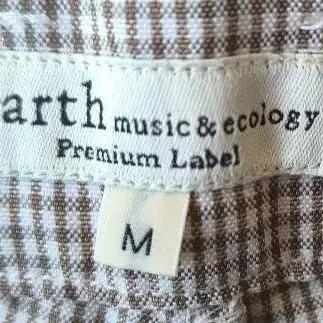 arth music & ecology
Premium Label
M